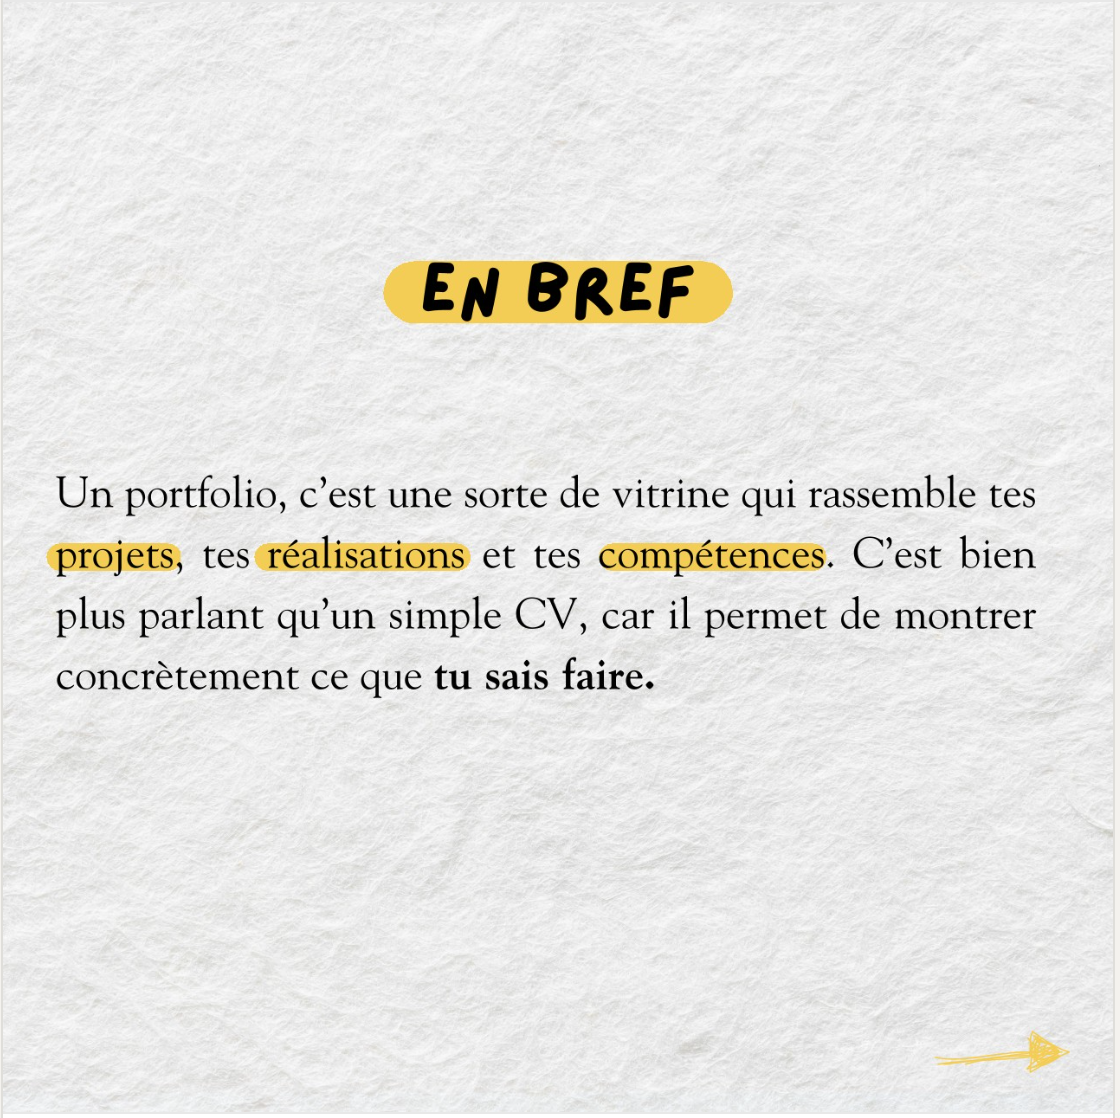 EN BREF
Un portfolio, c’est une sorte de vitrine qui rassemble tes
projets, tes réalisations et tes compétences. C’est bien
plus parlant qu’un simple CV, car il permet de montrer
concrètement ce que tu sais faire.